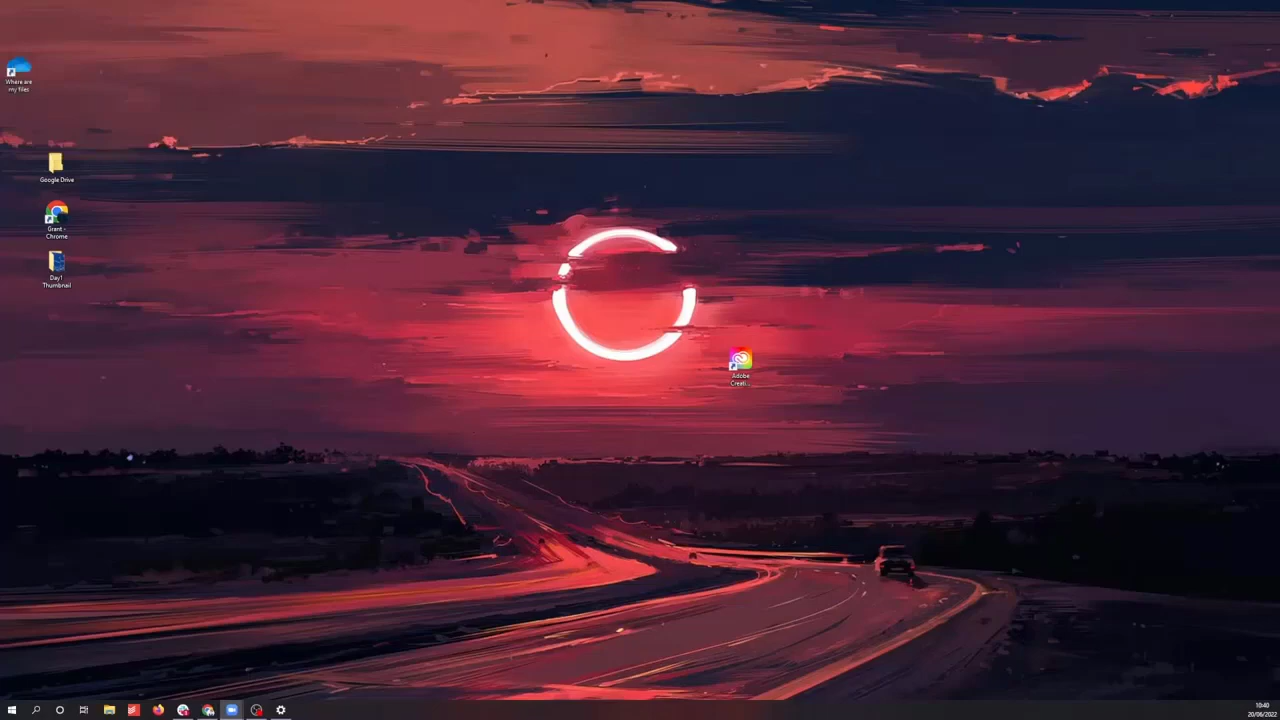 Where are
my files
Google Drive
Grant -
Chrome
Day1
Thumbnail
Adobe
Creati...
10:40
20/06/2022